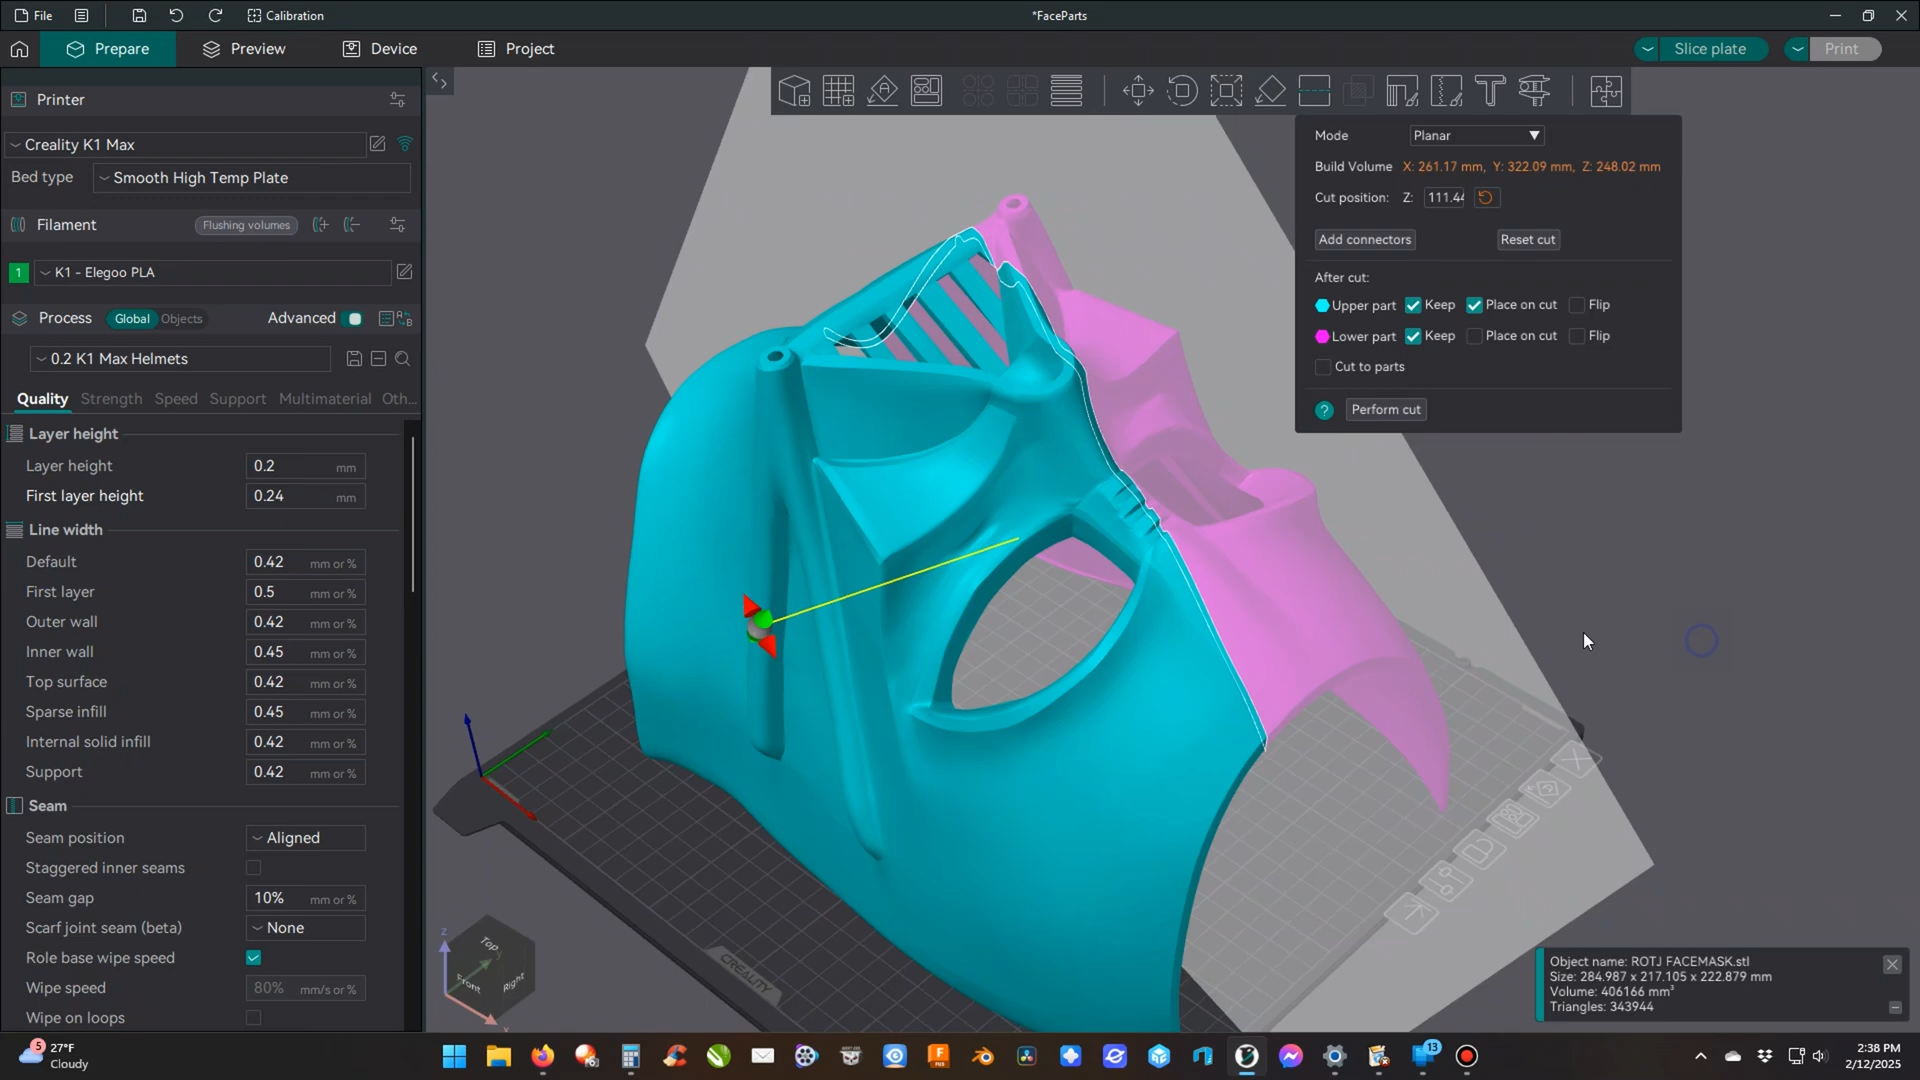 File
Calibration
*FaceParts
Prepare
Preview
Device
Project
Slice plate
Print
Printer
Creality K1 Max
Bed type
Smooth High Temp Plate
Filament
Flushing volumes
1
K1 - Elegoo PLA
Process
Global
Objects
Advanced
0.2 K1 Max Helmets
Quality
Strength
Speed
Support
Multimaterial
Oth...
Layer height
Layer height 0.2 mm
First layer height 0.24 mm
Line width
Default 0.42 mm or %
First layer 0.5 mm or %
Outer wall 0.42 mm or %
Inner wall 0.45 mm or %
Top surface 0.42 mm or %
Sparse infill 0.45 mm or %
Internal solid infill 0.42 mm or %
Support 0.42 mm or %
Seam
Seam position Aligned
Staggered inner seams
Seam gap 10% mm or %
Scarf joint seam (beta) None
Role base wipe speed
Wipe speed 80% mm/s or %
Wipe on loops
Mode Planar
Build Volume X: 261.17 mm, Y: 322.09 mm, Z: 248.02 mm
Cut position: Z: 111.44
Add connectors
Reset cut
After cut:
Upper part Keep Place on cut Flip
Lower part Keep Place on cut Flip
Cut to parts
? Perform cut
CREALITY
Top
Front
Right
Z
x
Object name: ROTJ FACEMASK.stl
Size: 284.987 x 217.105 x 222.879 mm
Volume: 406166 mm³
Triangles: 343944
5
27°F
Cloudy
13
2:38 PM
2/12/2025